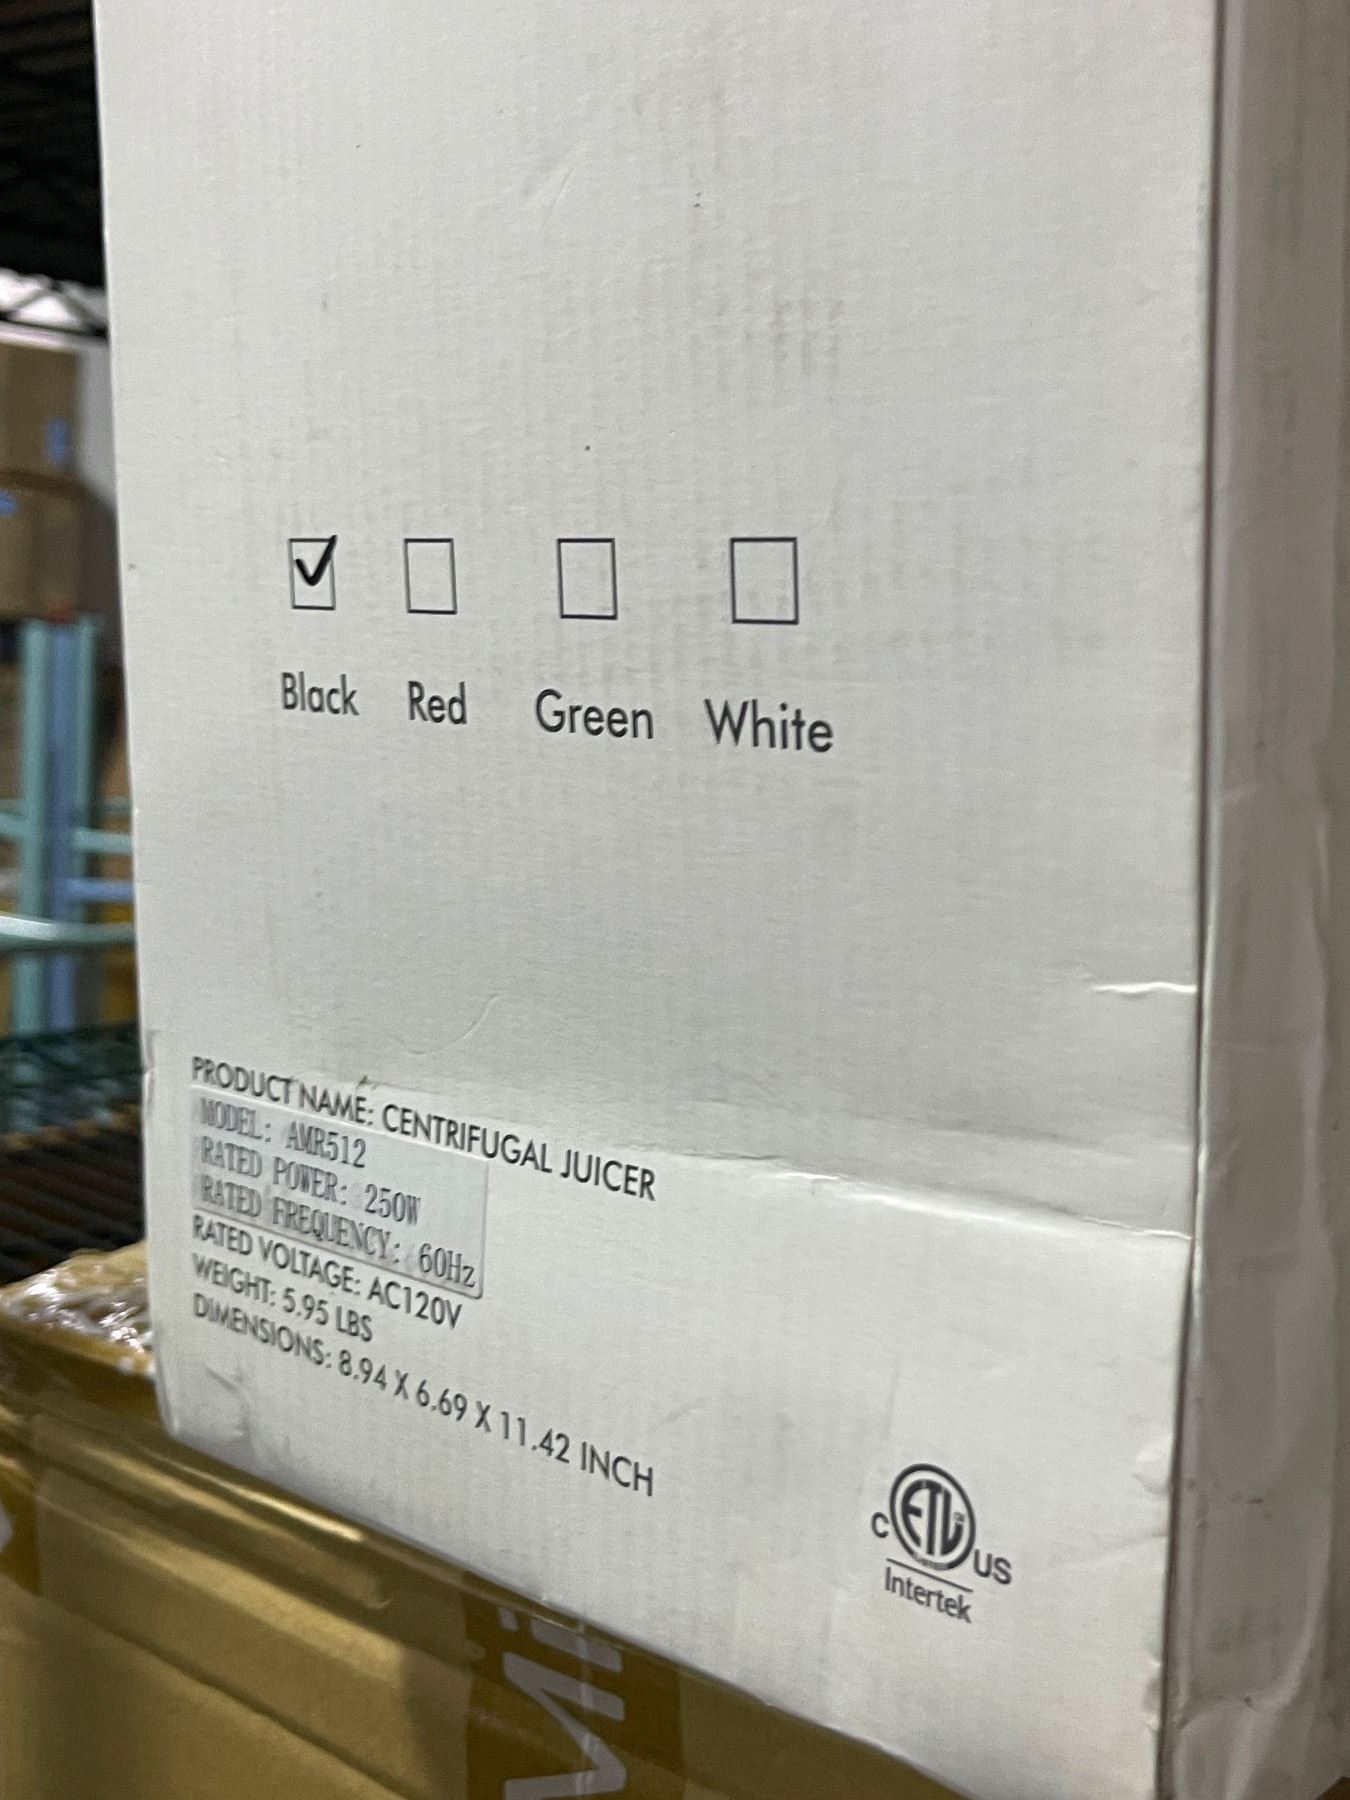 Black Red Green White
PRODUCT NAME: CENTRIFUGAL JUICER
MODEL: AMR512
RATED POWER: 250W
RATED FREQUENCY: 60Hz
RATED VOLTAGE: AC120V
WEIGHT: 5.95 LBS
DIMENSIONS: 8.94 X 6.69 X 11.42 INCH
C ETL US
Intertek